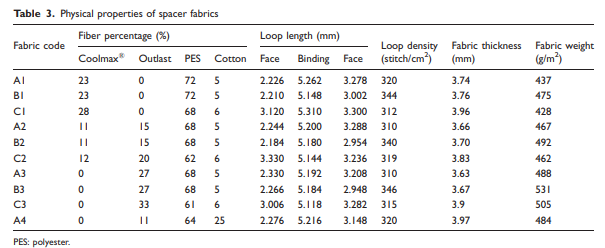 Table 3. Physical properties of spacer fabrics
Fabric code Fiber percentage (%) Loop length (mm) Loop density (stitch/cm²) Fabric thickness (mm) Fabric weight (g/m²)
Coolmax® Outlast PES Cotton Face Binding Face
A1 23 0 72 5 2.226 5.262 3.278 320 3.74 437
B1 23 0 72 5 2.210 5.148 3.002 344 3.76 475
C1 28 0 68 6 3.120 5.310 3.300 312 3.96 428
A2 11 15 68 5 2.244 5.200 3.288 310 3.66 467
B2 11 15 68 5 2.184 5.180 2.954 340 3.70 492
C2 12 20 62 6 3.330 5.144 3.236 319 3.83 462
A3 0 27 68 5 2.330 5.192 3.208 310 3.63 488
B3 0 27 68 5 2.266 5.184 2.948 346 3.67 531
C3 0 33 61 6 3.006 5.118 3.282 315 3.9 505
A4 0 11 64 25 2.276 5.216 3.148 320 3.97 484
PES: polyester.